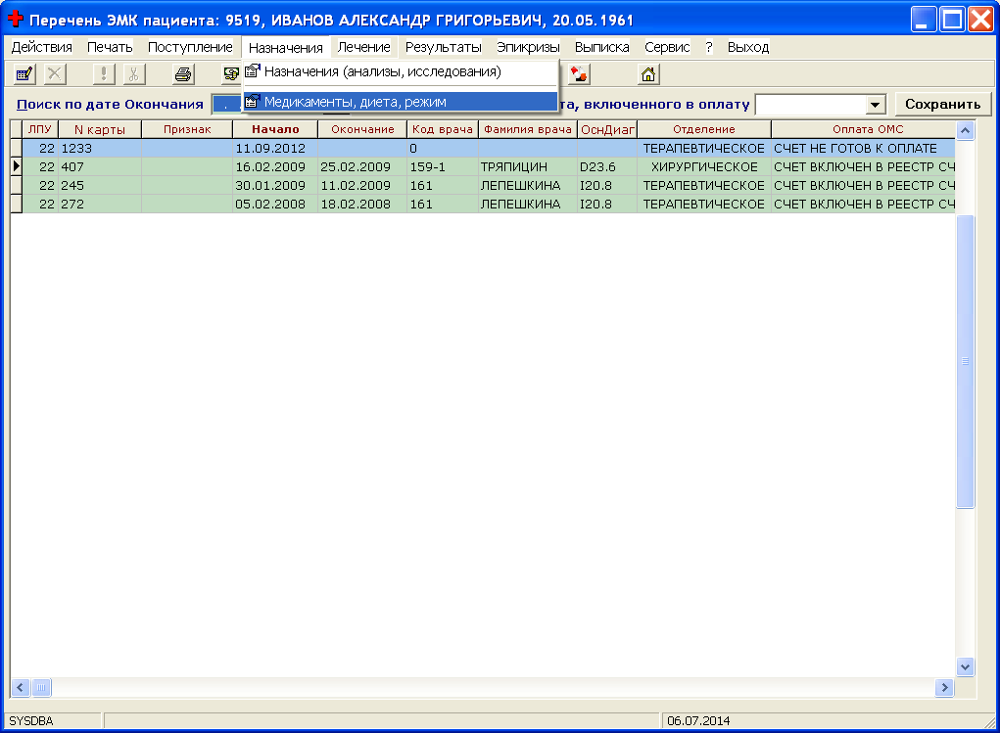 Перечень ЭМК пациента: 9519, ИВАНОВ АЛЕКСАНДР ГРИГОРЬЕВИЧ, 20.05.1961
Действия Печать Поступление Назначения Лечение Результаты Эпикризы Выписка Сервис ? Выход
Назначения (анализы, исследования)
Медикаменты, диета, режим
Поиск по дате Окончания . та, включенного в оплату Сохранить
ЛПУ N карты Признак Начало Окончание Код врача Фамилия врача ОснДиаг Отделение Оплата ОМС
22 1233 11.09.2012 0 ТЕРАПЕВТИЧЕСКОЕ СЧЕТ НЕ ГОТОВ К ОПЛАТЕ
22 407 16.02.2009 25.02.2009 159-1 ТРЯПИЦИН D23.6 ХИРУРГИЧЕСКОЕ СЧЕТ ВКЛЮЧЕН В РЕЕСТР СЧ
22 245 30.01.2009 11.02.2009 161 ЛЕПЕШКИНА I20.8 ТЕРАПЕВТИЧЕСКОЕ СЧЕТ ВКЛЮЧЕН В РЕЕСТР СЧ
22 272 05.02.2008 18.02.2008 161 ЛЕПЕШКИНА I20.8 ТЕРАПЕВТИЧЕСКОЕ СЧЕТ ВКЛЮЧЕН В РЕЕСТР СЧ
SYSDBA 06.07.2014